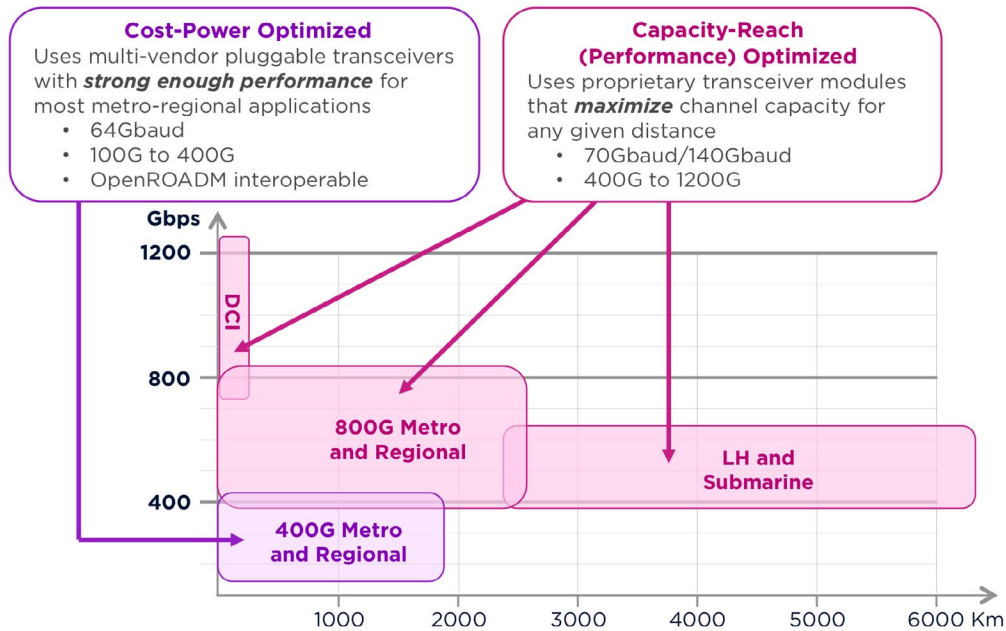 Cost-Power Optimized
Uses multi-vendor pluggable transceivers
with strong enough performance for
most metro-regional applications
• 64Gbaud
• 100G to 400G
• OpenROADM interoperable
Capacity-Reach
(Performance) Optimized
Uses proprietary transceiver modules
that maximize channel capacity for
any given distance
• 70Gbaud/140Gbaud
• 400G to 1200G
Gbps
1200
DCI
800
800G Metro
and Regional
LH and
Submarine
400
400G Metro
and Regional
1000
2000
3000
4000
5000
6000 Km